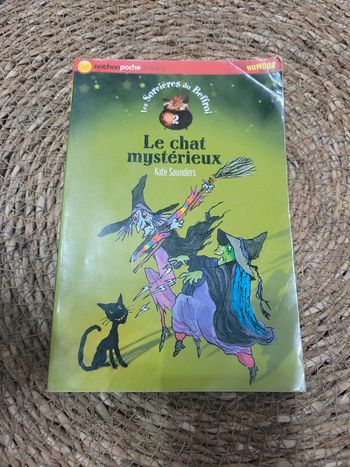 nathanpoche
HUMOUR
Les Sorcières du Beffroi
2
Le chat
mystérieux
Kate Saunders